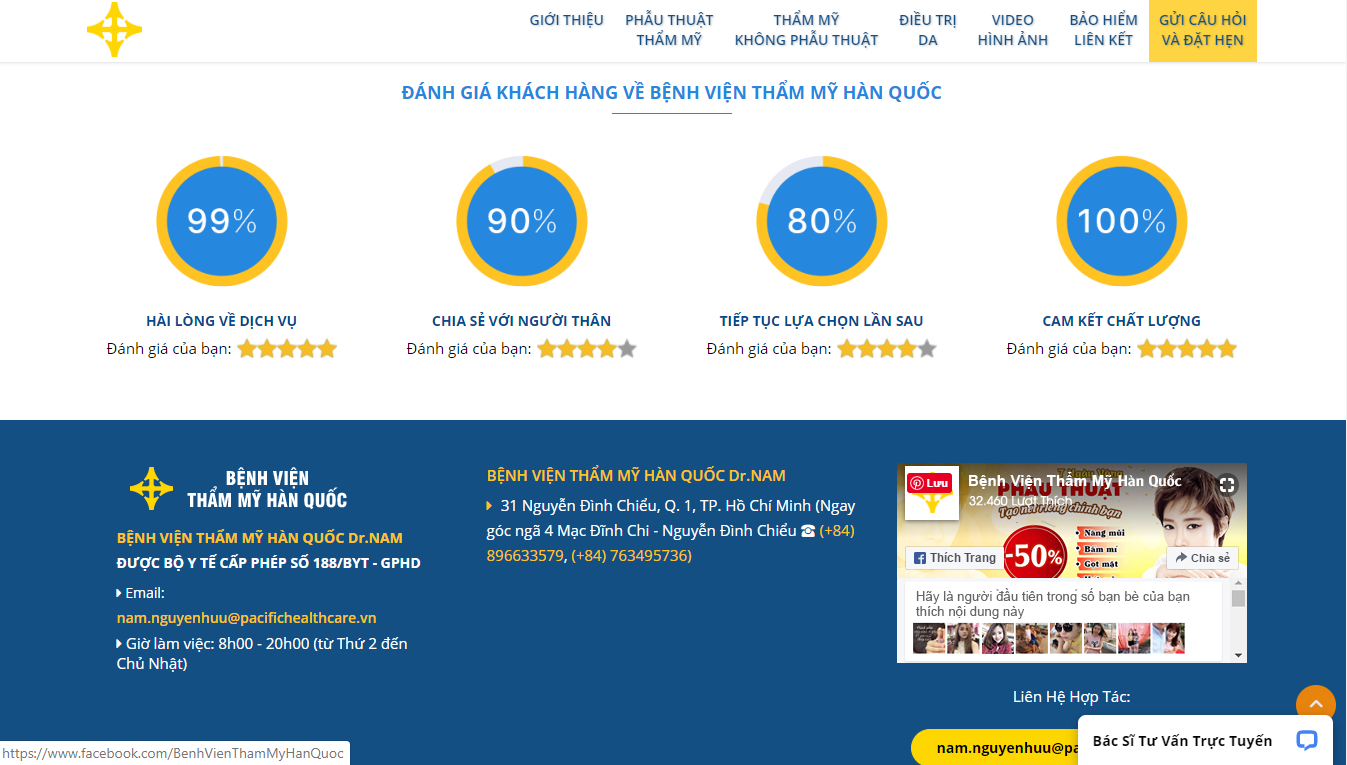 GIỚI THIỆU
PHẪU THUẬT
THẨM MỸ
THẨM MỸ
KHÔNG PHẪU THUẬT
ĐIỀU TRỊ
DA
VIDEO
HÌNH ẢNH
BẢO HIỂM
LIÊN KẾT
GỬI CÂU HỎI
VÀ ĐẶT HẸN
ĐÁNH GIÁ KHÁCH HÀNG VỀ BỆNH VIỆN THẨM MỸ HÀN QUỐC
99%
90%
80%
100%
HÀI LÒNG VỀ DỊCH VỤ
CHIA SẺ VỚI NGƯỜI THÂN
TIẾP TỤC LỰA CHỌN LẦN SAU
CAM KẾT CHẤT LƯỢNG
Đánh giá của bạn:
Đánh giá của bạn:
Đánh giá của bạn:
Đánh giá của bạn:
BỆNH VIỆN
THẨM MỸ HÀN QUỐC
BỆNH VIỆN THẨM MỸ HÀN QUỐC Dr.NAM
ĐƯỢC BỘ Y TẾ CẤP PHÉP SỐ 188/BYT - GPHD
Email:
nam.nguyenhuu@pacifichealthcare.vn
Giờ làm việc: 8h00 - 20h00 (từ Thứ 2 đến
Chủ Nhật)
BỆNH VIỆN THẨM MỸ HÀN QUỐC Dr.NAM
31 Nguyễn Đình Chiểu, Q. 1, TP. Hồ Chí Minh (Ngay
góc ngã 4 Mạc Đĩnh Chi - Nguyễn Đình Chiểu ☎ (+84)
896633579, (+84) 763495736)
Lưu
Bệnh Viện Thẩm Mỹ Hàn Quốc
32.460 lượt thích
PHẪU THUẬT
Tạo nét riêng chính bạn
-50%
Nâng mũi
Bấm mí
Gọt mặt
Thích Trang
Chia sẻ
Hãy là người đầu tiên trong số bạn bè của bạn
thích nội dung này
Liên Hệ Hợp Tác:
nam.nguyenhuu@pa
Bác Sĩ Tư Vấn Trực Tuyến
https://www.facebook.com/BenhVienThamMyHanQuoc